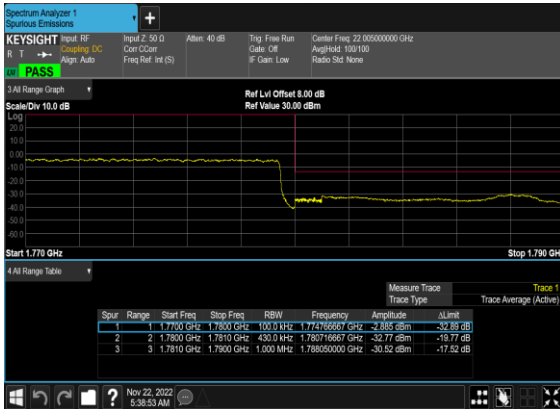 Spectrum Analyzer 1
Spurious Emissions
+
KEYSIGHT Input: RF Input Z: 50 Ω Atten: 40 dB Trig: Free Run Center Freq: 22.005000000 GHz
R T Coupling: DC Corr CCorr Gate: Off Avg|Hold: 100/100
Align: Auto Freq Ref: Int (S) IF Gain: Low Radio Std: None
PASS
3 All Range Graph
Ref Lvl Offset 8.00 dB
Scale/Div 10.0 dB Ref Value 30.00 dBm
Log
20.0
10.0
0.00
-10.0
-20.0
-30.0
-40.0
-50.0
-60.0
Start 1.770 GHz Stop 1.790 GH
4 All Range Table
Measure Trace Trace 1
Trace Type Trace Average (Active)
Spur Range Start Freq Stop Freq RBW Frequency Amplitude ΔLimit
1 1 1.7700 GHz 1.7800 GHz 100.0 kHz 1.774766667 GHz -2.885 dBm -32.89 dB
2 2 1.7800 GHz 1.7810 GHz 430.0 kHz 1.780716667 GHz -32.77 dBm -19.77 dB
3 3 1.7810 GHz 1.7900 GHz 1.000 MHz 1.788050000 GHz -30.52 dBm -17.52 dB
?
Nov 22, 2022
5:38:53 AM